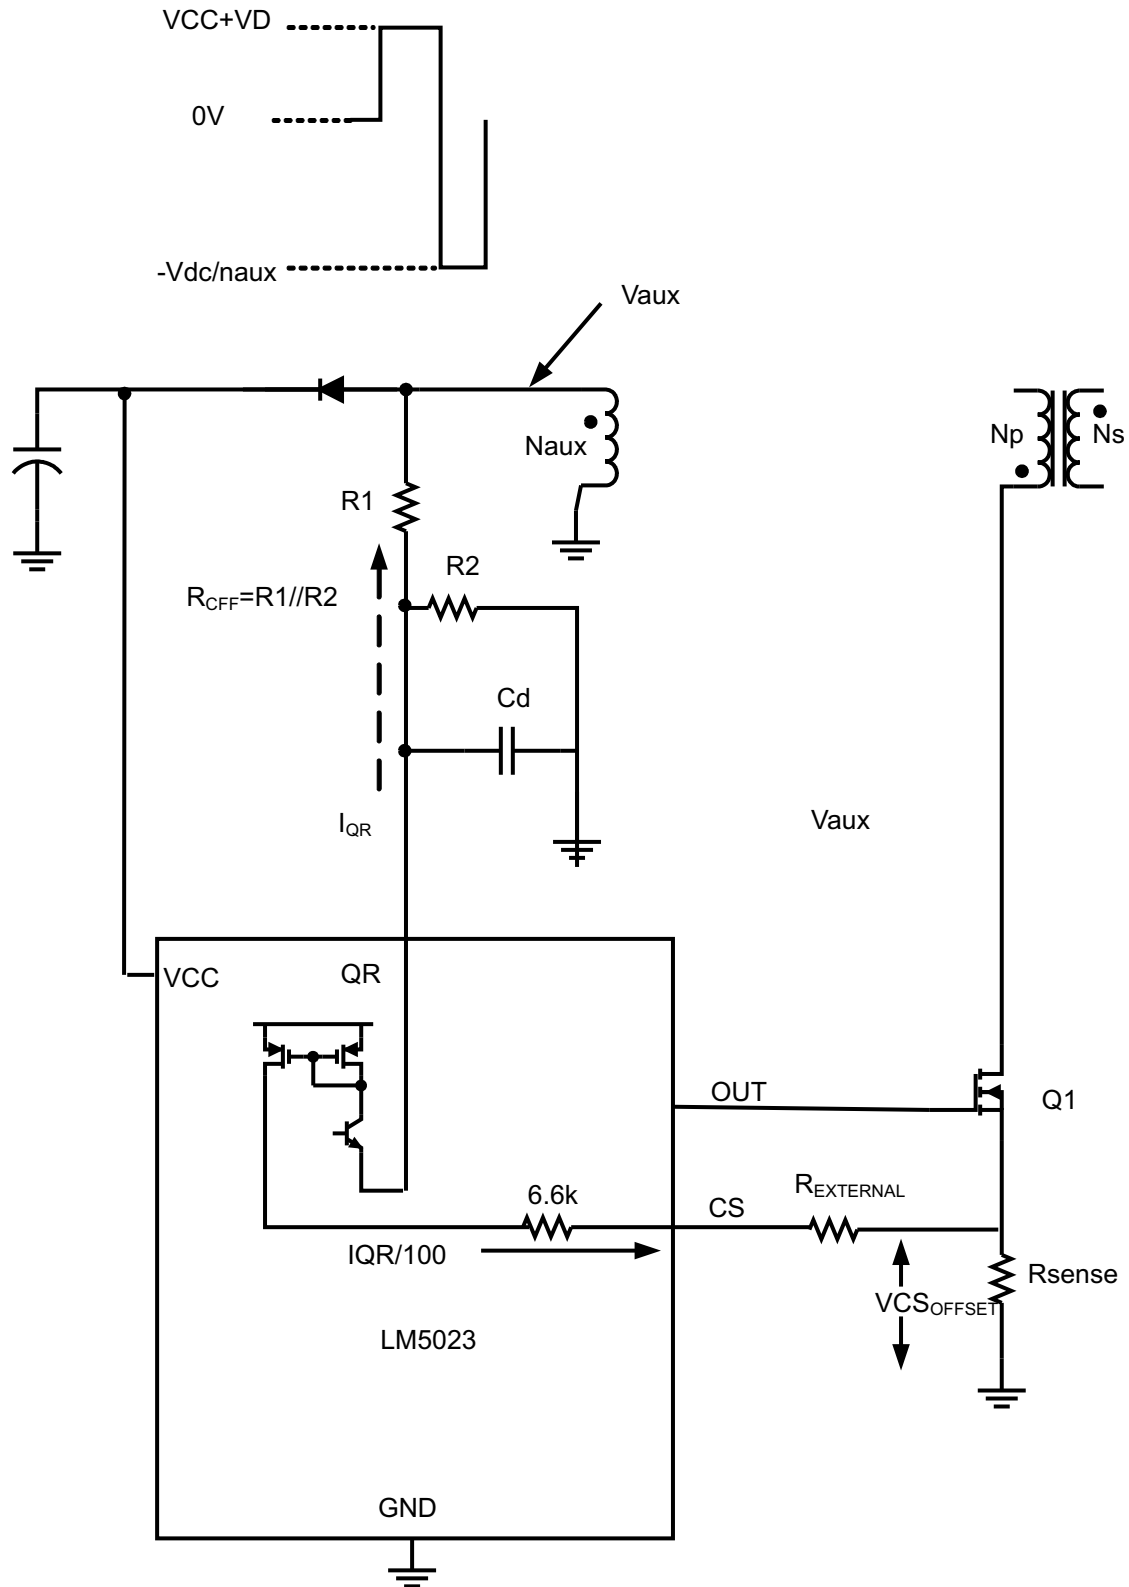 VCC+VD
0V
-Vdc/naux
Vaux
Naux
Np
Ns
R1
R2
RCFF=R1//R2
Cd
IQR
Vaux
VCC
QR
OUT
Q1
REXTERNAL
6.6k
CS
IQR/100
Rsense
VCSOFFSET
LM5023
GND